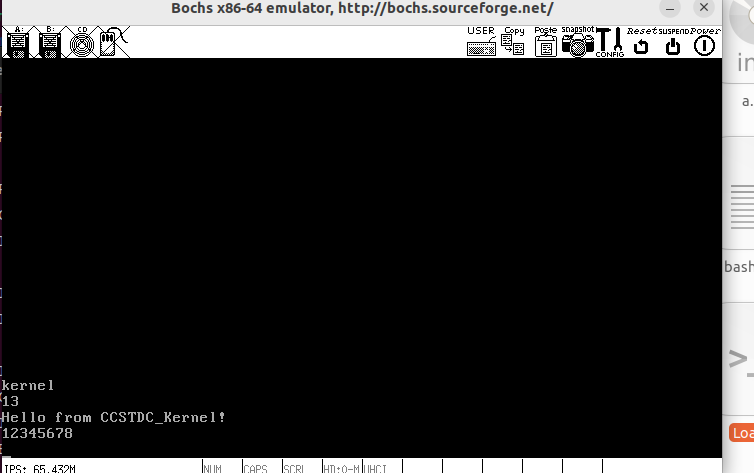 Bochs x86-64 emulator, http://bochs.sourceforge.net/
A: B: CD USER Copy Paste snapshot CONFIG Reset SUSPEND Power
kernel
13
Hello from CCSTDC_Kernel!
12345678
IPS: 65.432M NUM CAPS SCRL HD:0-M UHCI
in
a.
bash
>_
Loa